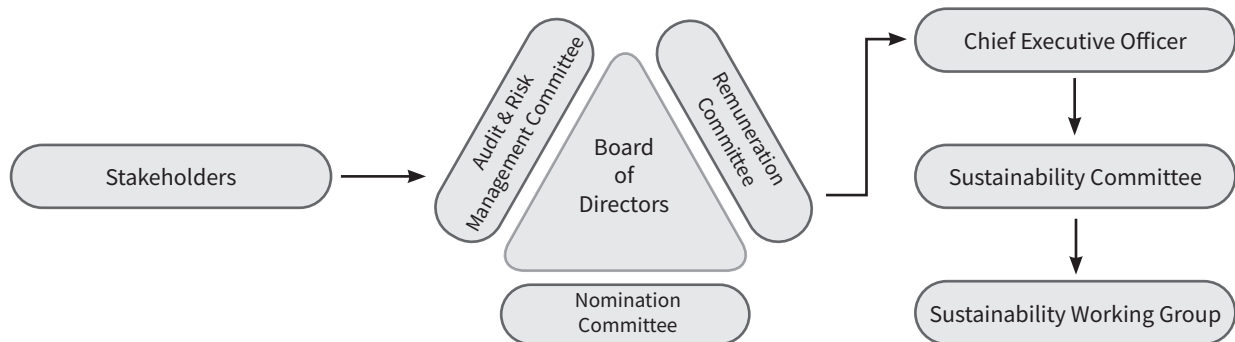 Stakeholders
Audit & Risk
Management Committee
Board
of
Directors
Remuneration
Committee
Nomination
Committee
Chief Executive Officer
Sustainability Committee
Sustainability Working Group